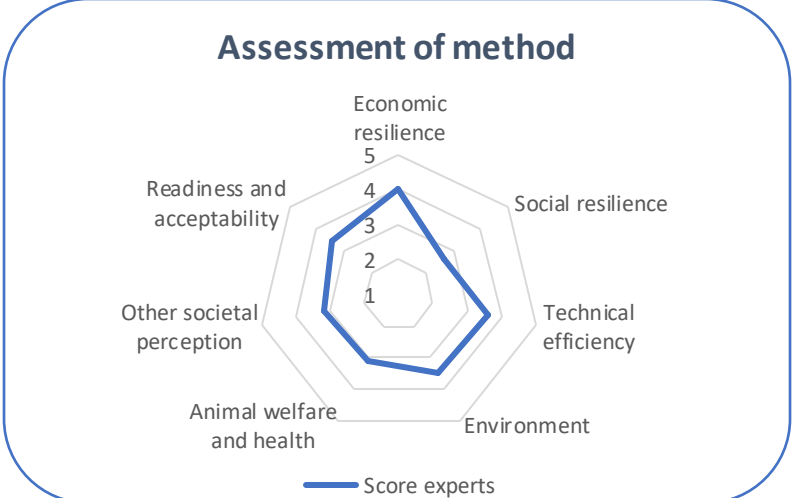 Assessment of method
Economic
resilience
5
Readiness and
acceptability
4
Social resilience
3
2
1
Other societal
perception
Technical
efficiency
Animal welfare
and health
Environment
Score experts